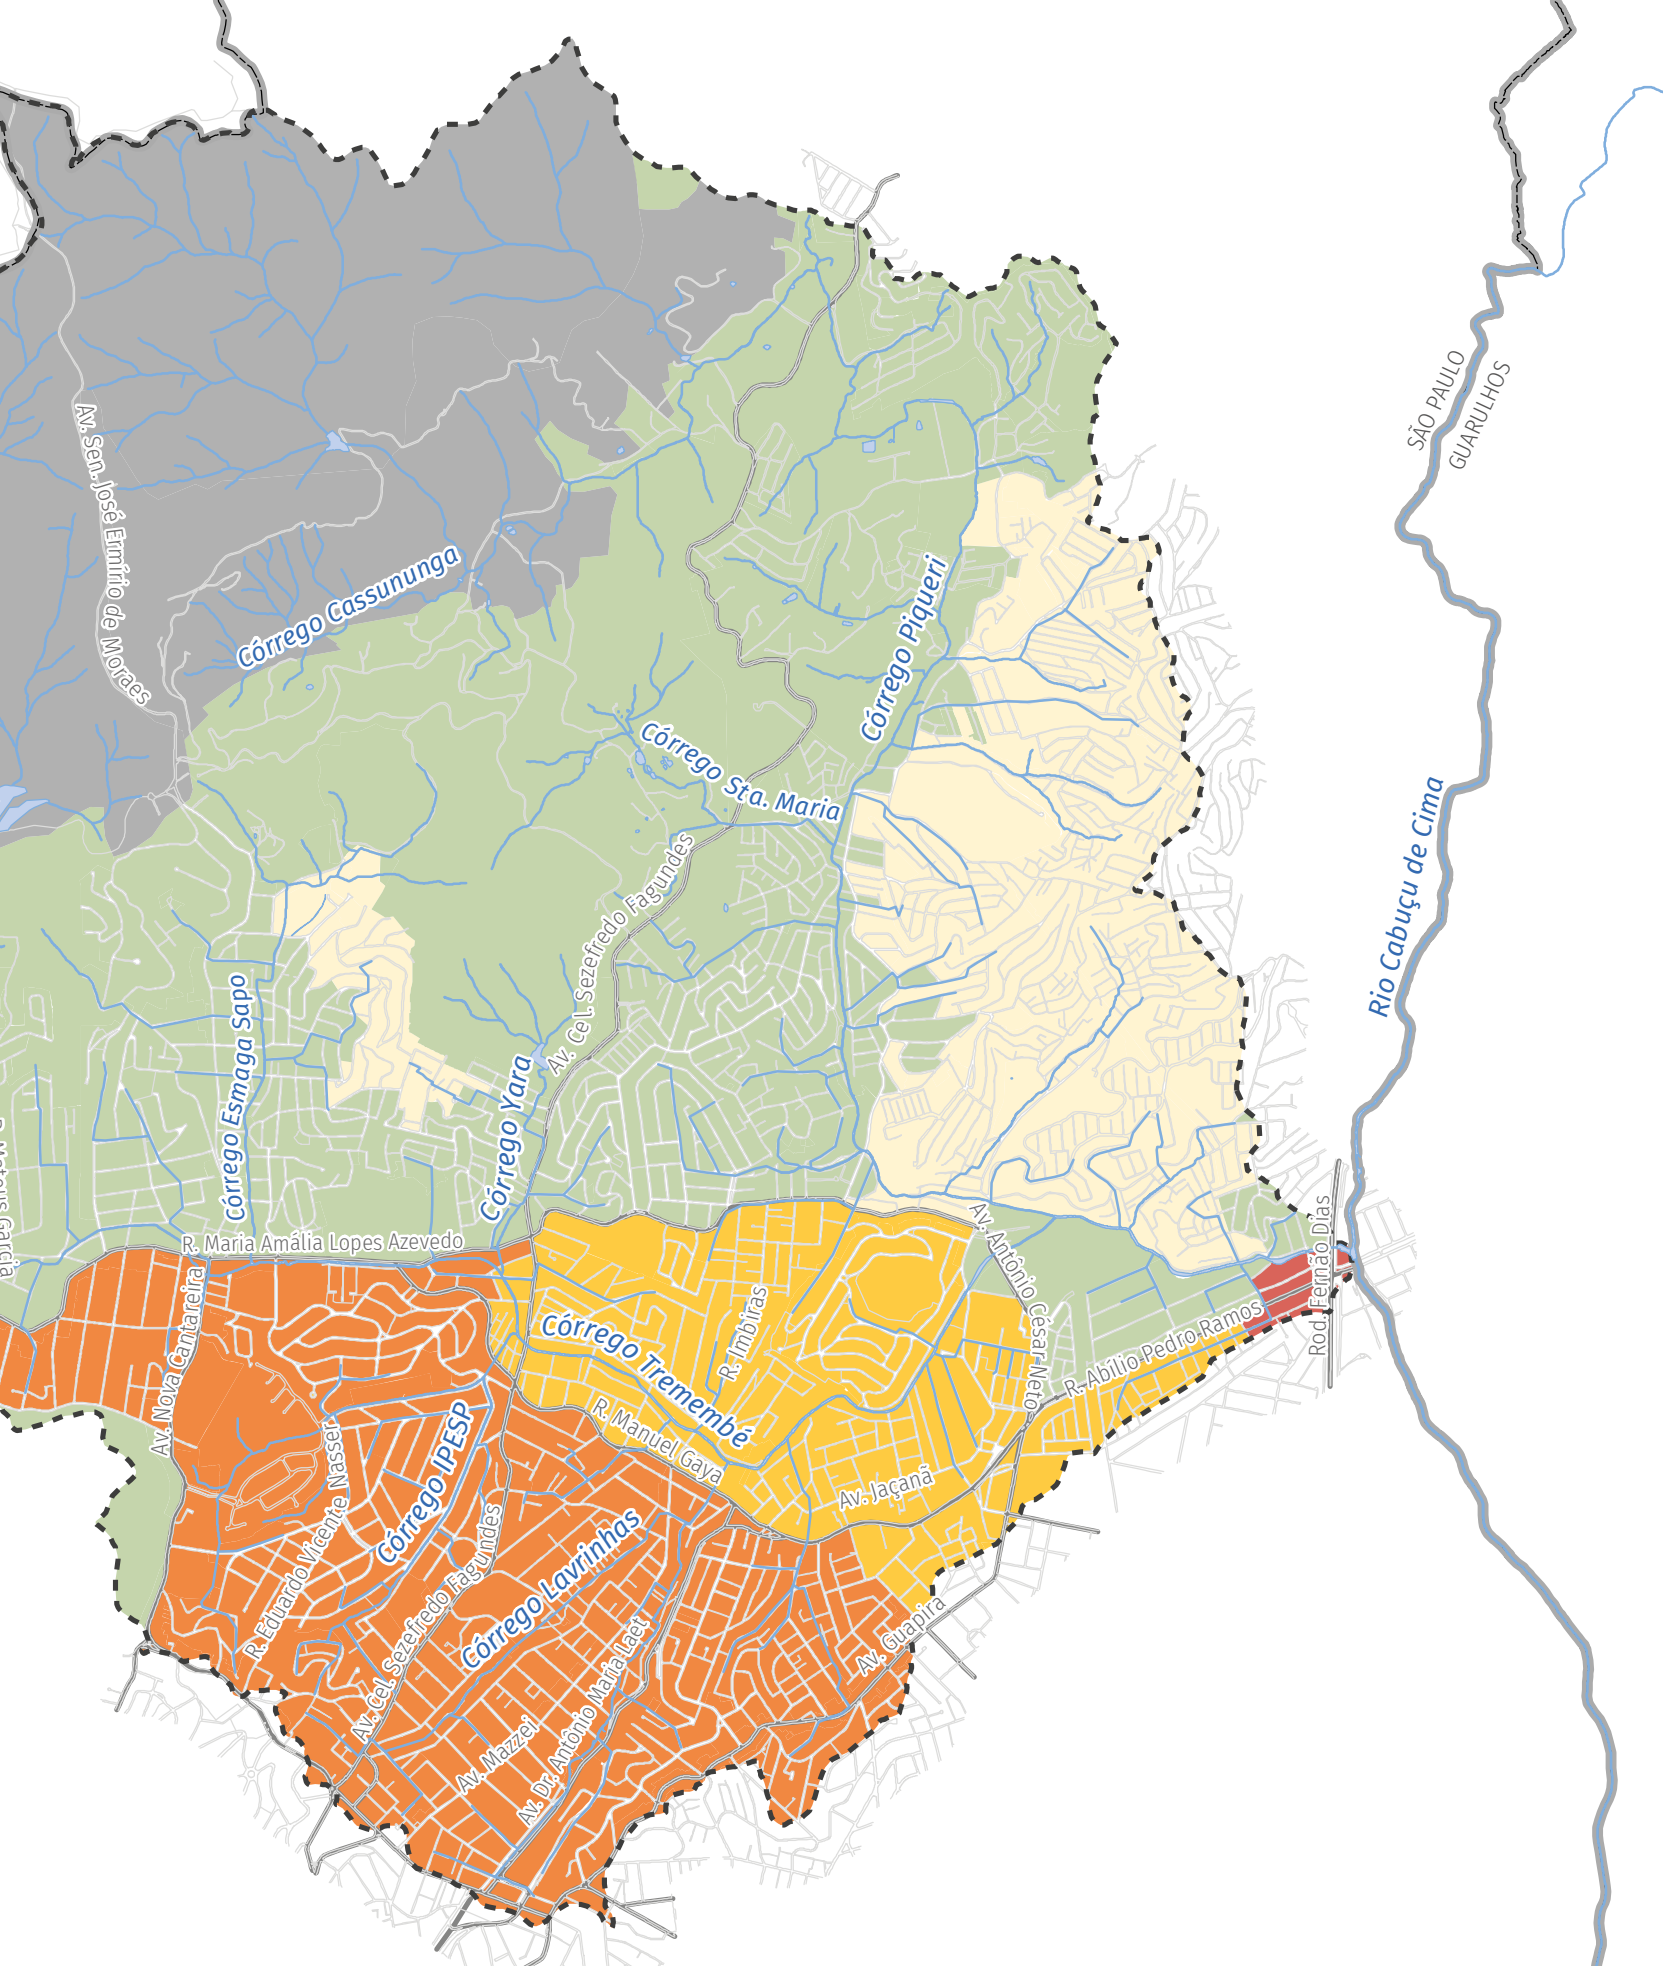 SÃO PAULO
GUARULHOS
Av. Sen. José Ermírio de Moraes
Córrego Cassununga
Córrego Piqueri
Córrego Sta. Maria
Rio Cabuçu de Cima
Av. Cel. Sezefredo Fagundes
Córrego Esmaga Sapo
Córrego Yara
R. Mateus Garcia
R. Maria Amália Lopes Azevedo
Av. Nova Cantareira
Av. Antônio César Neto
Rod. Fernão Dias
R. Abílio Pedro Ramos
R. Imbiras
Córrego Tremembé
R. Manuel Gaya
Av. Jaçanã
Córrego IPESP
R. Eduardo Vicente Nasser
Av. Cel. Sezefredo Fagundes
Córrego Lavrinhas
Av. Guapira
Av. Mazzei
Av. Dr. Antônio Maria Laet